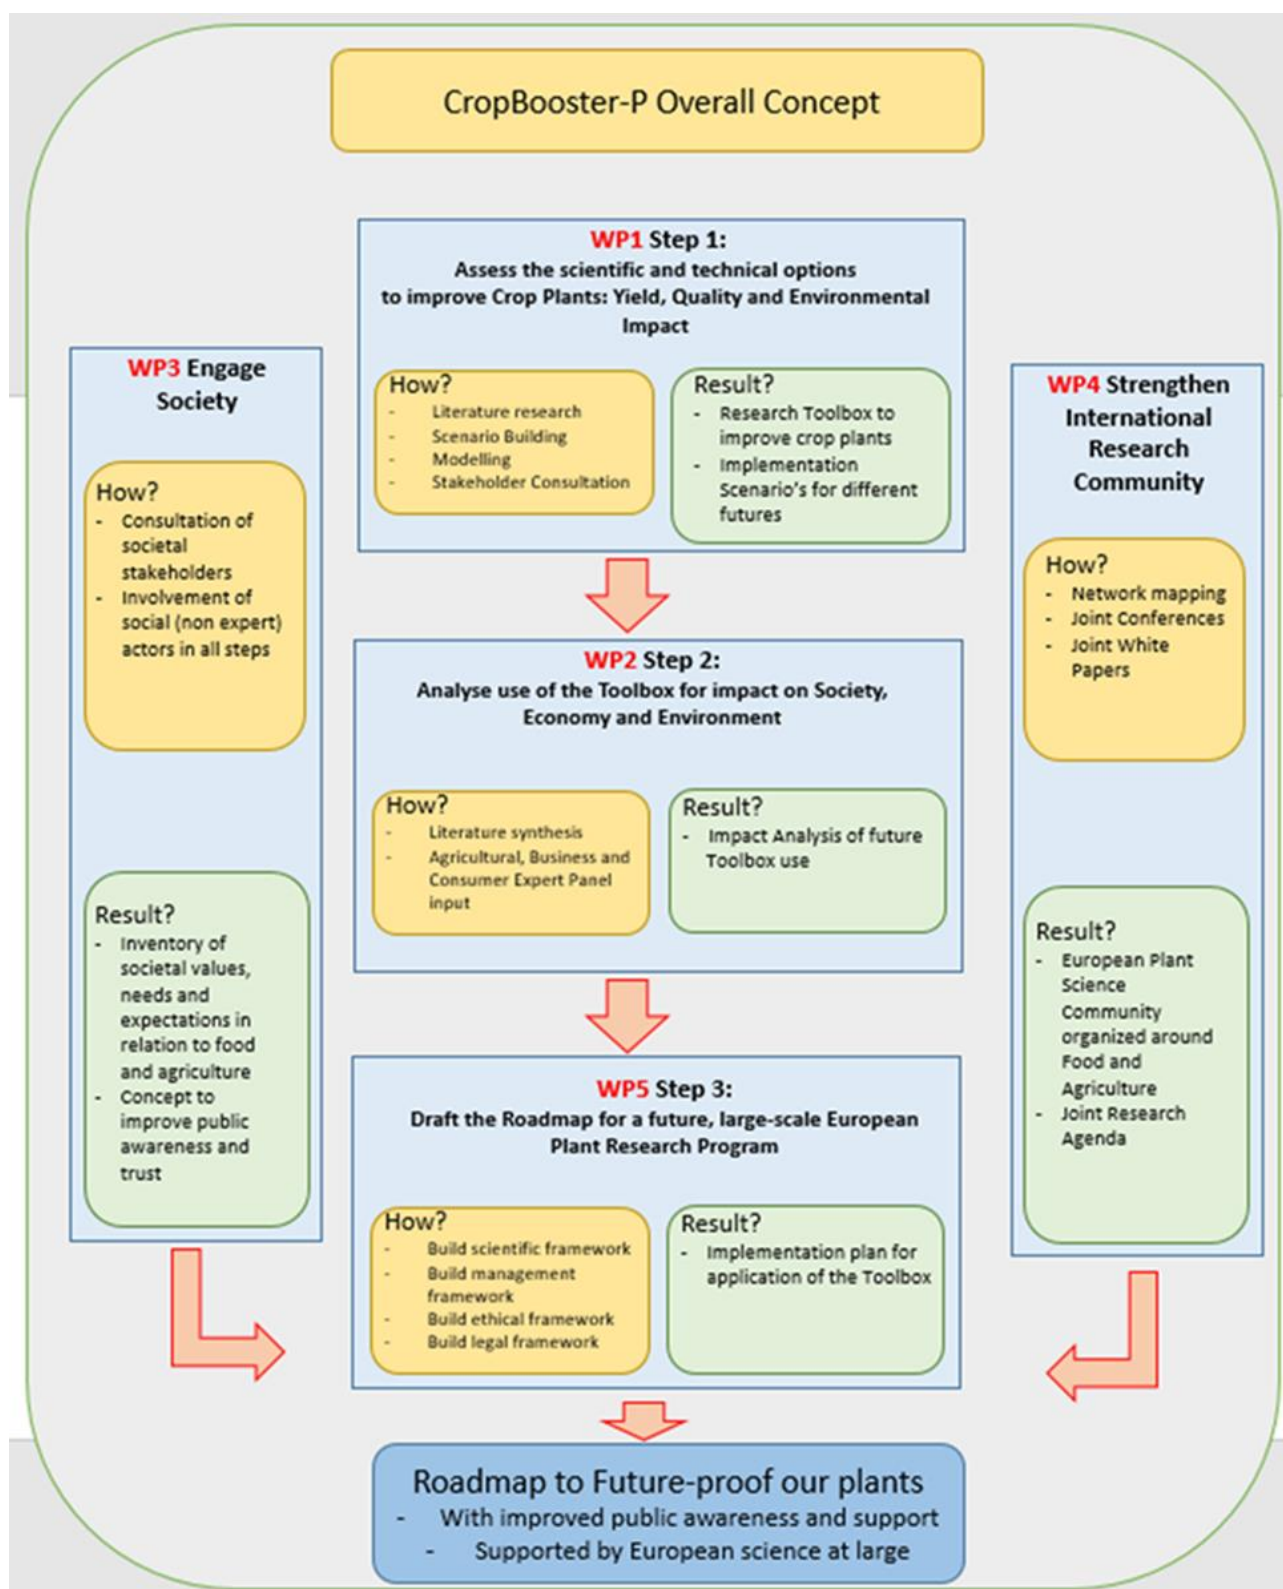 CropBooster-P Overall Concept
WP1 Step 1:
Assess the scientific and technical options
to improve Crop Plants: Yield, Quality and Environmental
Impact
How?
- Literature research
- Scenario Building
- Modelling
- Stakeholder Consultation
Result?
- Research Toolbox to
improve crop plants
- Implementation
Scenario's for different
futures
WP3 Engage
Society
How?
- Consultation of
societal
stakeholders
- Involvement of
social (non expert)
actors in all steps
Result?
- Inventory of
societal values,
needs and
expectations in
relation to food
and agriculture
- Concept to
improve public
awareness and
trust
WP4 Strengthen
International
Research
Community
How?
- Network mapping
- Joint Conferences
- Joint White
Papers
Result?
- European Plant
Science
Community
organized around
Food and
Agriculture
- Joint Research
Agenda
WP2 Step 2:
Analyse use of the Toolbox for impact on Society,
Economy and Environment
How?
- Literature synthesis
- Agricultural, Business and
Consumer Expert Panel
input
Result?
- Impact Analysis of future
Toolbox use
WP5 Step 3:
Draft the Roadmap for a future, large-scale European
Plant Research Program
How?
- Build scientific framework
- Build management
framework
- Build ethical framework
- Build legal framework
Result?
- Implementation plan for
application of the Toolbox
Roadmap to Future-proof our plants
- With improved public awareness and support
- Supported by European science at large